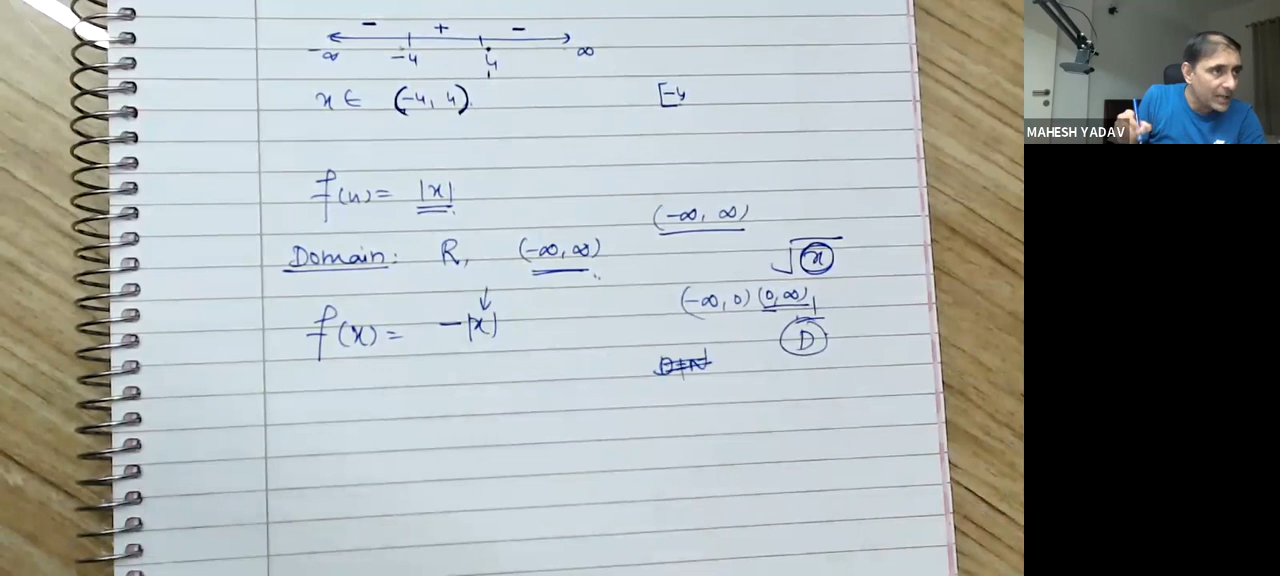 - + -
-∞ -4 4 ∞
x ∈ (-4, 4). [-4
f(x) = |x|
(-∞, ∞)
Domain: R, (-∞, ∞)
√x
(-∞, 0) (0, ∞)
f(x) = -|x|
D
MAHESH YADAV